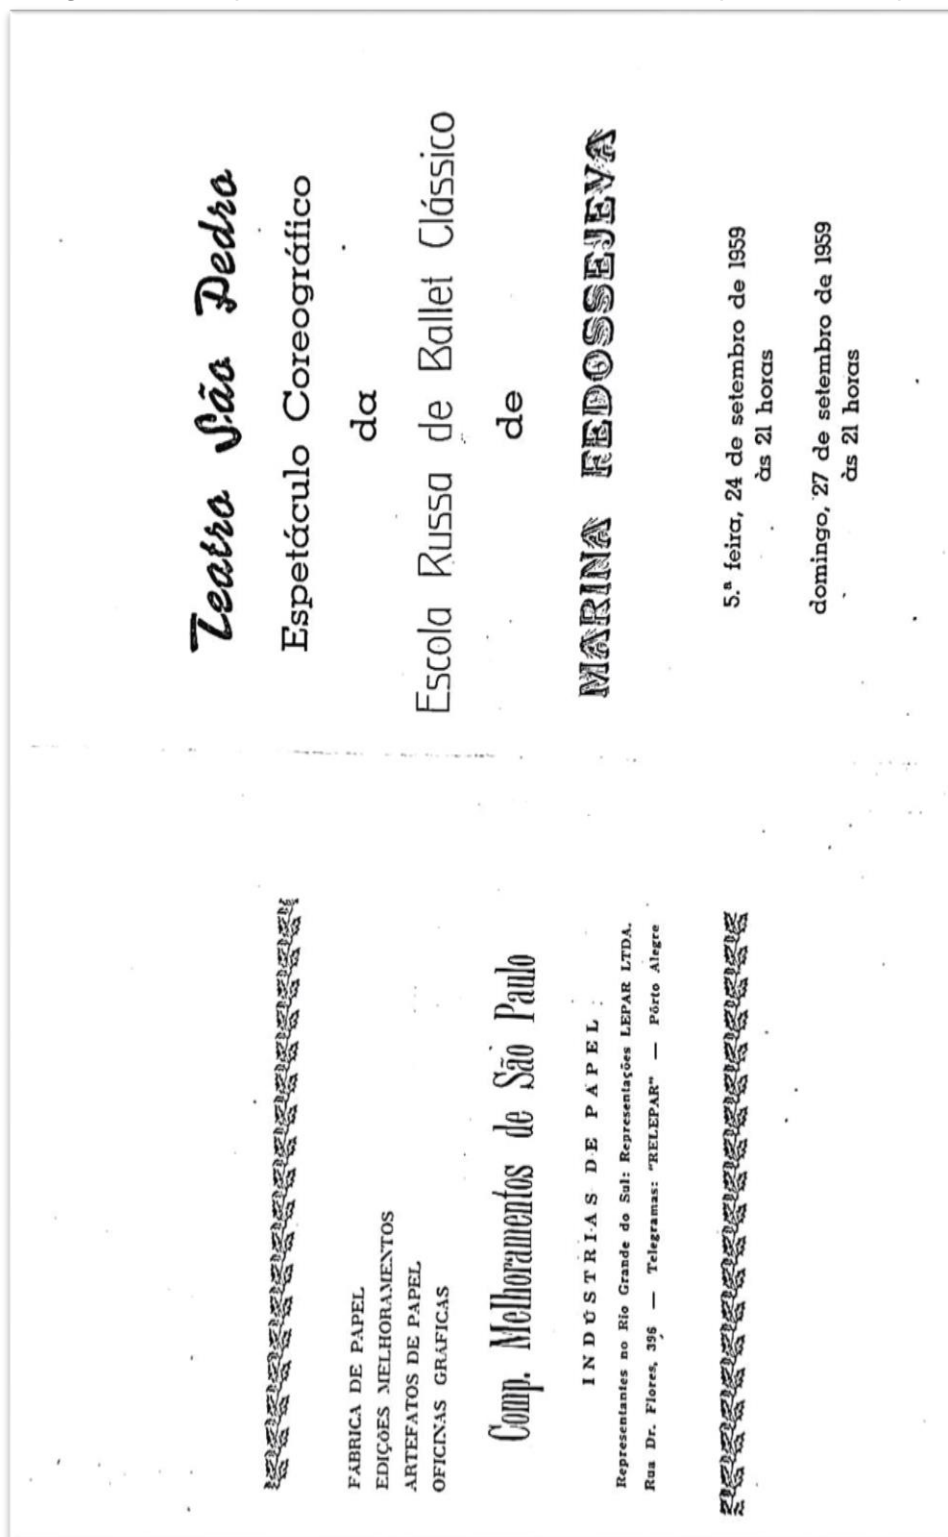 FÁBRICA DE PAPEL
EDIÇÕES MELHORAMENTOS
ARTEFATOS DE PAPEL
OFICINAS GRÁFICAS
Comp. Melhoramentos de São Paulo
INDÚSTRIAS DE PAPEL
Representantes no Rio Grande do Sul: Representações LEPAR LTDA.
Rua Dr. Flores, 396 — Telegramas: "RELEPAR" — Pôrto Alegre
Teatro São Pedro
Espetáculo Coreográfico
da
Escola Russa de Ballet Clássico
de
MARINA FEDOSSEJEVA
5.ª feira, 24 de setembro de 1959
às 21 horas
domingo, 27 de setembro de 1959
às 21 horas